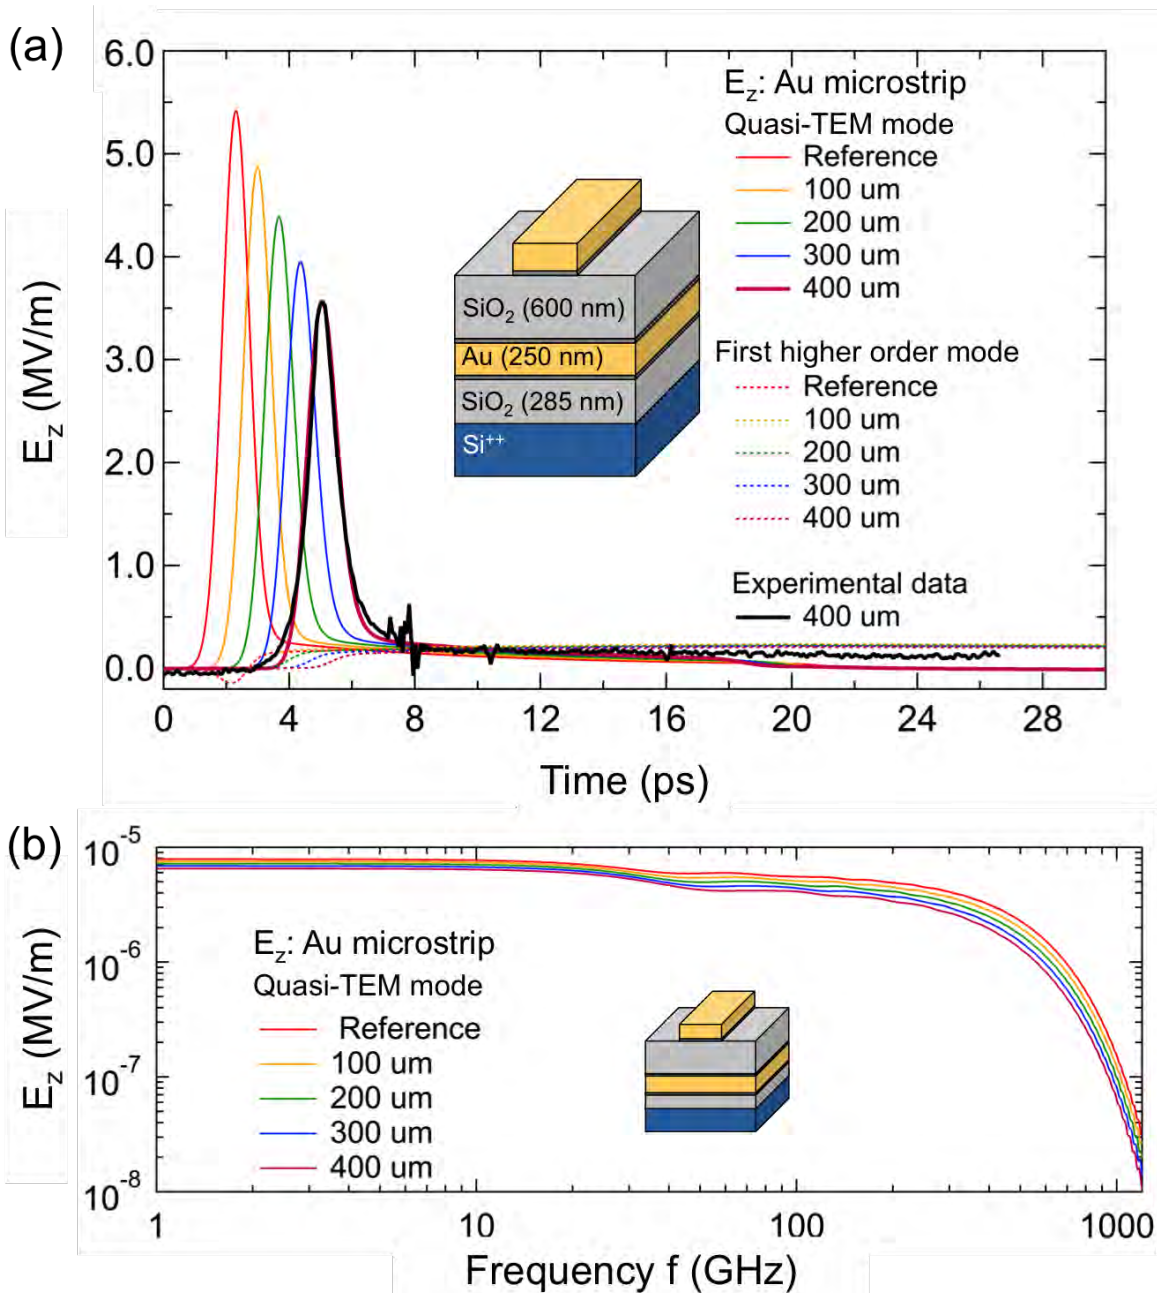 (a)
6.0
5.0
4.0
3.0
2.0
1.0
0.0
E_z (MV/m)
E_z: Au microstrip
Quasi-TEM mode
Reference
100 um
200 um
300 um
400 um
First higher order mode
Reference
100 um
200 um
300 um
400 um
Experimental data
400 um
SiO₂ (600 nm)
Au (250 nm)
SiO₂ (285 nm)
Si⁺⁺
0 4 8 12 16 20 24 28
Time (ps)
(b)
10⁻⁵
10⁻⁶
10⁻⁷
10⁻⁸
E_z (MV/m)
E_z: Au microstrip
Quasi-TEM mode
Reference
100 um
200 um
300 um
400 um
1 10 100 1000
Frequency f (GHz)